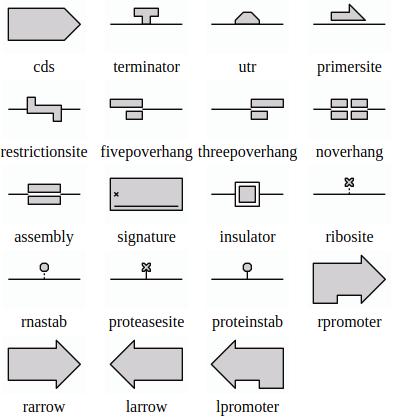 cds terminator utr primersite
restrictionsite fivepoverhang threepoverhang noverhang
assembly signature insulator ribosite
rnastab proteasesite proteinstab rpromoter
rarrow larrow lpromoter